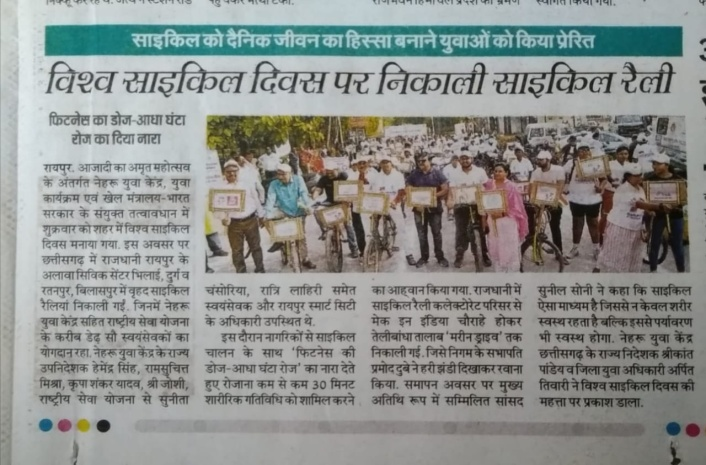 साइकिल को दैनिक जीवन का हिस्सा बनाने युवाओं को किया प्रेरित
विश्व साइकिल दिवस पर निकाली साइकिल रैली
फिटनेस का डोज-आधा घंटा
रोज का दिया नारा
रायपुर. आजादी का अमृत महोत्सव
के अंतर्गत नेहरू युवा केंद्र, युवा
कार्यक्रम एवं खेल मंत्रालय-भारत
सरकार के संयुक्त तत्वावधान में
शुक्रवार को शहर में विश्व साइकिल
दिवस मनाया गया. इस अवसर पर
छत्तीसगढ़ में राजधानी रायपुर के
अलावा सिविक सेंटर भिलाई, दुर्ग व
रतनपुर, बिलासपुर में वृहद साइकिल
रैलियां निकाली गई. जिनमें नेहरू
युवा केंद्र सहित राष्ट्रीय सेवा योजना
के करीब डेढ़ सौ स्वयंसेवकों का
योगदान रहा. नेहरू युवा केंद्र के राज्य
उपनिदेशक हेमेंद्र सिंह, रामसुचित्त
मिश्रा, कृपा शंकर यादव, श्री जोशी,
राष्ट्रीय सेवा योजना से सुनीता
चंसोरिया, रात्रि लाहिरी समेत
स्वयंसेवक और रायपुर स्मार्ट सिटी
के अधिकारी उपस्थित थे.
इस दौरान नागरिकों से साइकिल
चालन के साथ 'फिटनेस की
डोज-आधा घंटा रोज' का नारा देते
हुए रोजाना कम से कम 30 मिनट
शारीरिक गतिविधि को शामिल करने
का आहवान किया गया. राजधानी में
साइकिल रैली कलेक्टोरेट परिसर से
मेक इन इंडिया चौराहे होकर
तेलीबांधा तालाब 'मरीन ड्राइव' तक
निकाली गई. जिसे निगम के सभापति
प्रमोद दुबे ने हरी झंडी दिखाकर रवाना
किया. समापन अवसर पर मुख्य
अतिथि रूप में सम्मिलित सांसद
सुनील सोनी ने कहा कि साइकिल
ऐसा माध्यम है जिससे न केवल शरीर
स्वस्थ रहता है बल्कि इससे पर्यावरण
भी स्वस्थ होगा. नेहरू युवा केंद्र
छत्तीसगढ़ के राज्य निदेशक श्रीकांत
पांडेय व जिला युवा अधिकारी अर्पित
तिवारी ने विश्व साइकिल दिवस की
महत्ता पर प्रकाश डाला.